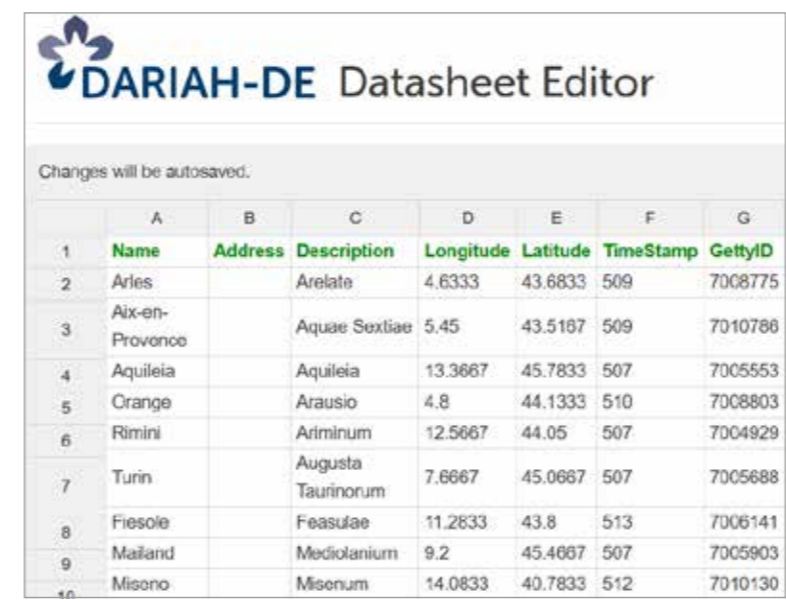 DARIAH-DE Datasheet Editor
Changes will be autosaved.
A B C D E F G
1 Name Address Description Longitude Latitude TimeStamp GettyID
2 Arles Arelate 4.6333 43.6833 509 7008775
3 Aix-en-
Provence Aquae Sextiae 5.45 43.5167 509 7010786
4 Aquileia Aquileia 13.3667 45.7833 507 7005553
5 Orange Arausio 4.8 44.1333 510 7008803
6 Rimini Ariminum 12.5667 44.05 507 7004929
7 Turin Augusta
Taurinorum 7.6667 45.0667 507 7005688
8 Fiesole Feasulae 11.2833 43.8 513 7006141
9 Mailand Mediolanium 9.2 45.4667 507 7005903
10 Miseno Misenum 14.0833 40.7833 512 7010130